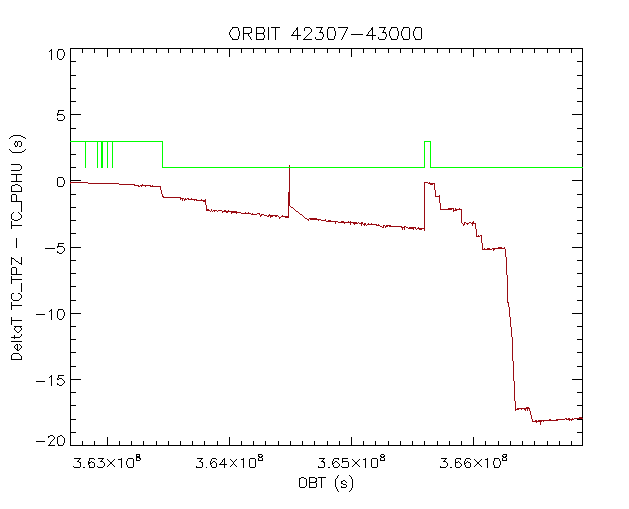 ORBIT 42307-43000
10
5
0
-5
-10
-15
-20
DeltaT TC_TPZ - TC_PDHU (s)
3.63×10⁸ 3.64×10⁸ 3.65×10⁸ 3.66×10⁸
OBT (s)